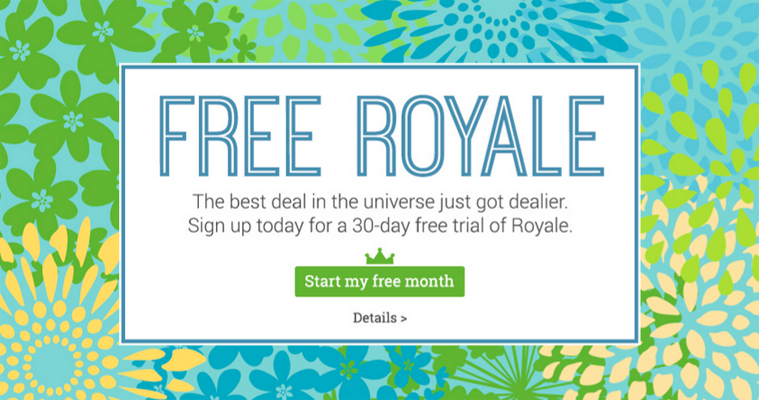 FREE ROYALE
The best deal in the universe just got dealier.
Sign up today for a 30-day free trial of Royale.
Start my free month
Details >